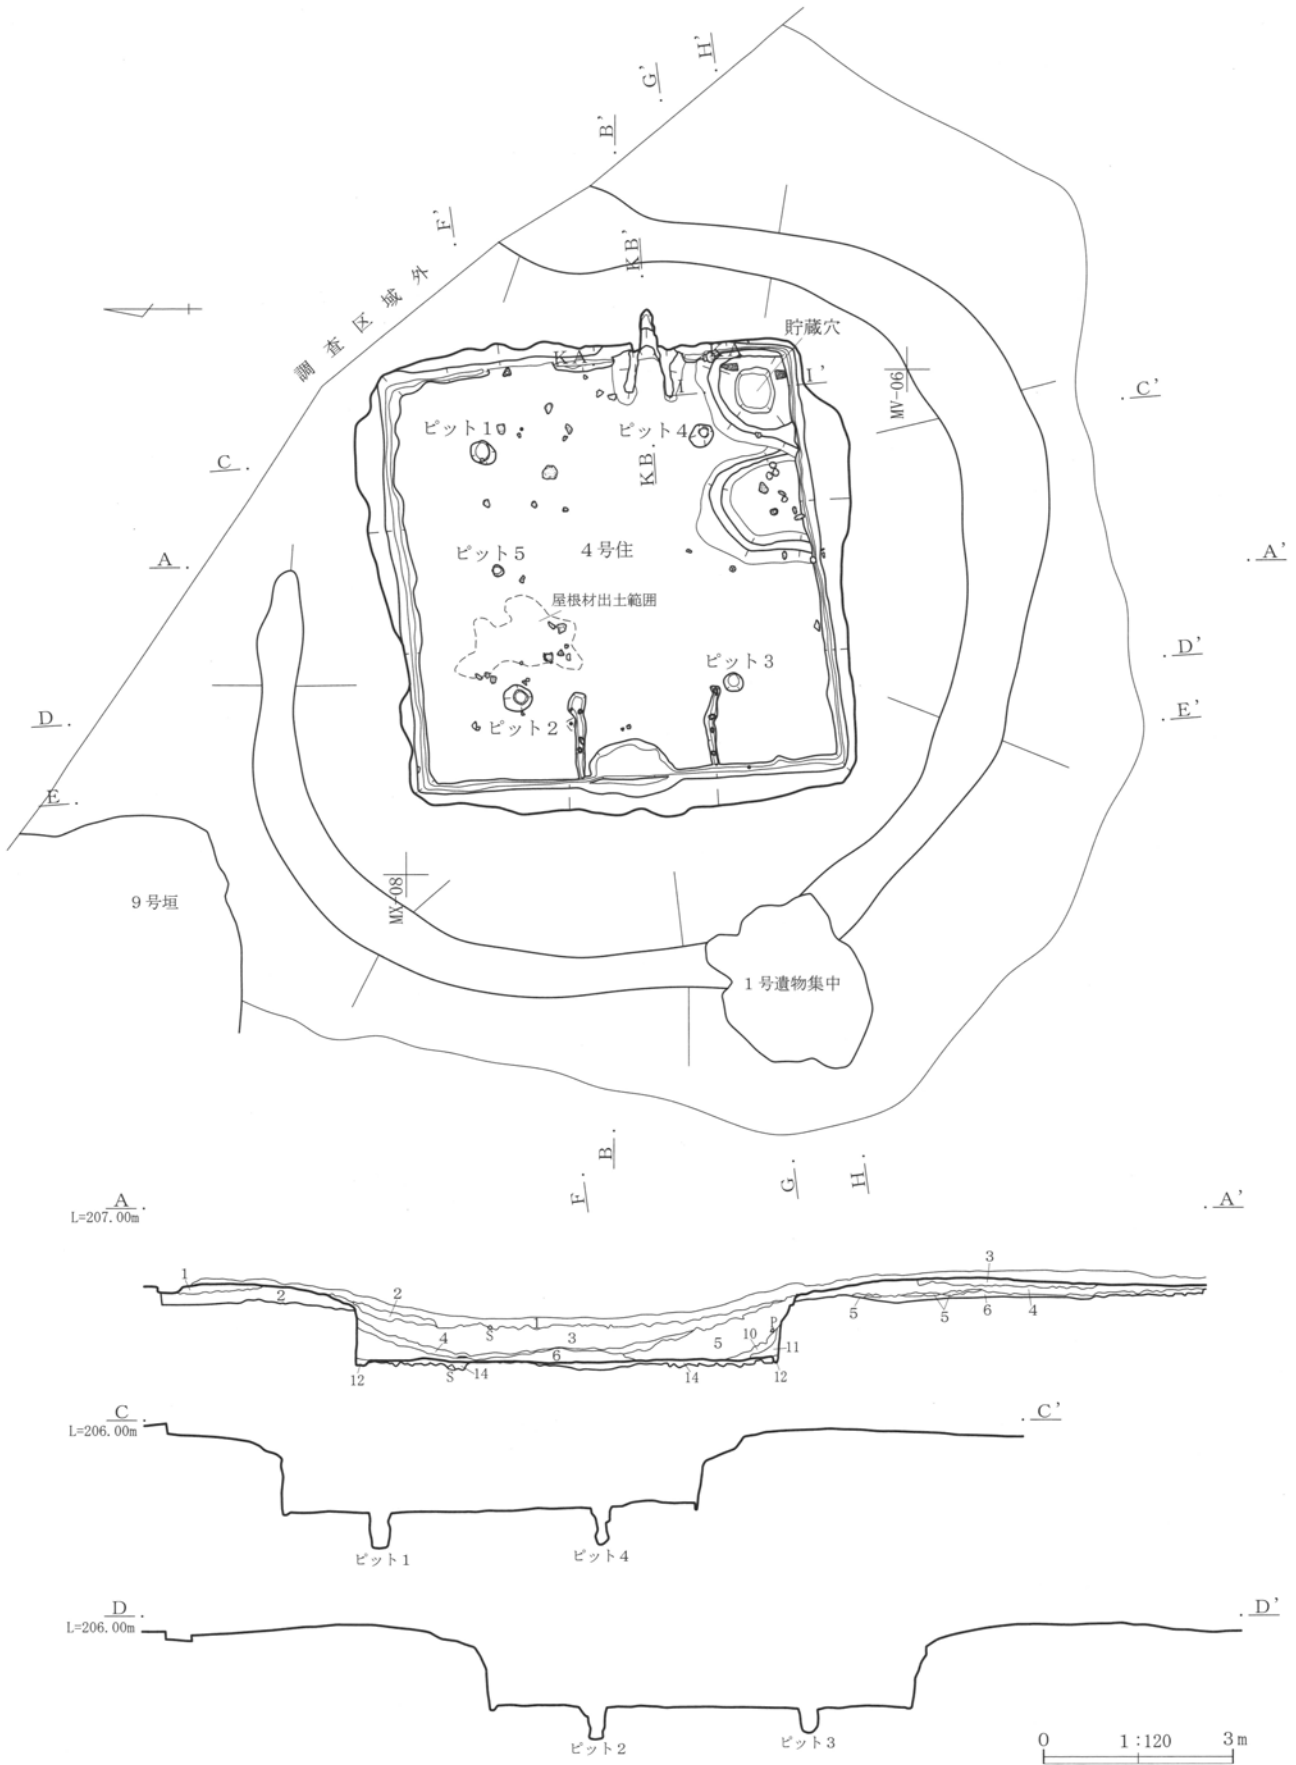 H'
G'
B'
F'
KB'
調査区域外
貯蔵穴
KA
KA'
I
I'
MV-06
C'
ピット1
ピット4
C
KB
ピット5
4号住
A
A'
屋根材出土範囲
ピット3
D'
D
ピット2
E'
E
MX-08
9号垣
1号遺物集中
B
F
G
H
A
L=207.00m
A'
1
2
2
1
3
S
4
3
6
5
10
P
11
12
S
14
14
12
5
5
6
4
C
L=206.00m
C'
ピット1
ピット4
D
L=206.00m
D'
ピット2
ピット3
0
1:120
3m